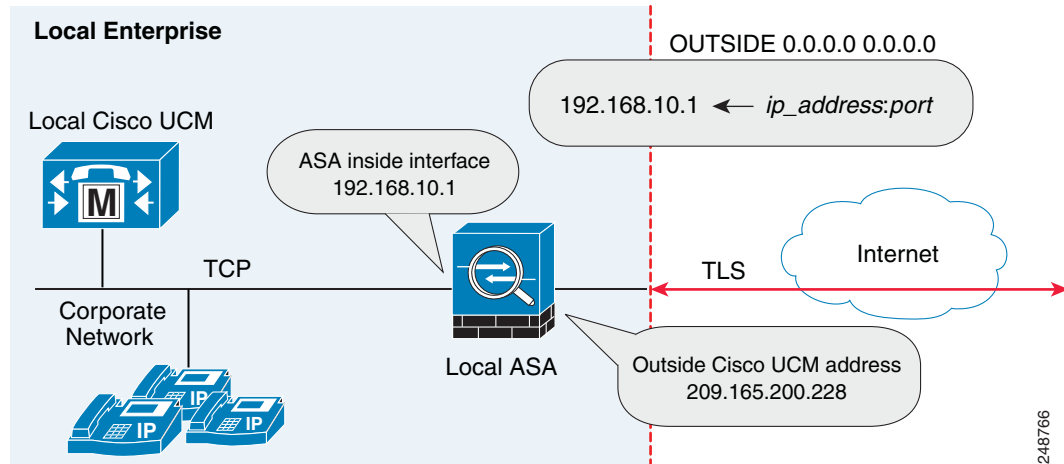 Local Enterprise
OUTSIDE 0.0.0.0 0.0.0.0
192.168.10.1 ← ip_address:port
Local Cisco UCM
M
ASA inside interface
192.168.10.1
TCP
Corporate
Network
IP
IP
IP
Local ASA
TLS
Internet
Outside Cisco UCM address
209.165.200.228
248766